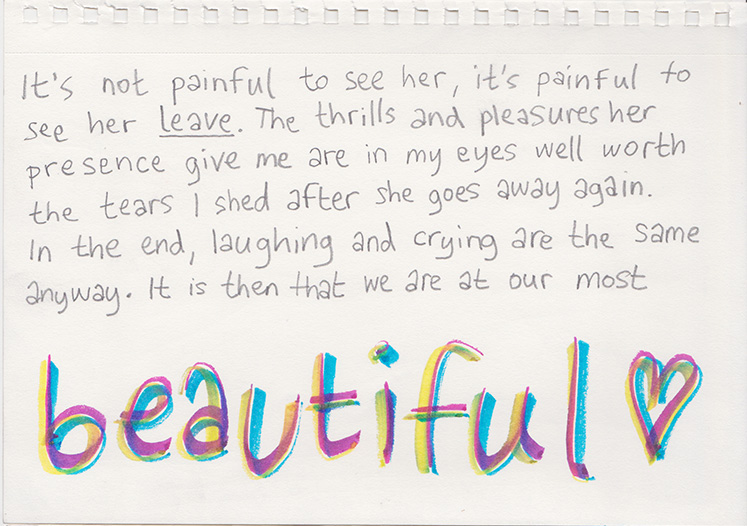 It's not painful to see her, it's painful to
see her leave. The thrills and pleasures her
presence give me are in my eyes well worth
the tears I shed after she goes away again.
In the end, laughing and crying are the same
anyway. It is then that we are at our most
beautiful ♡